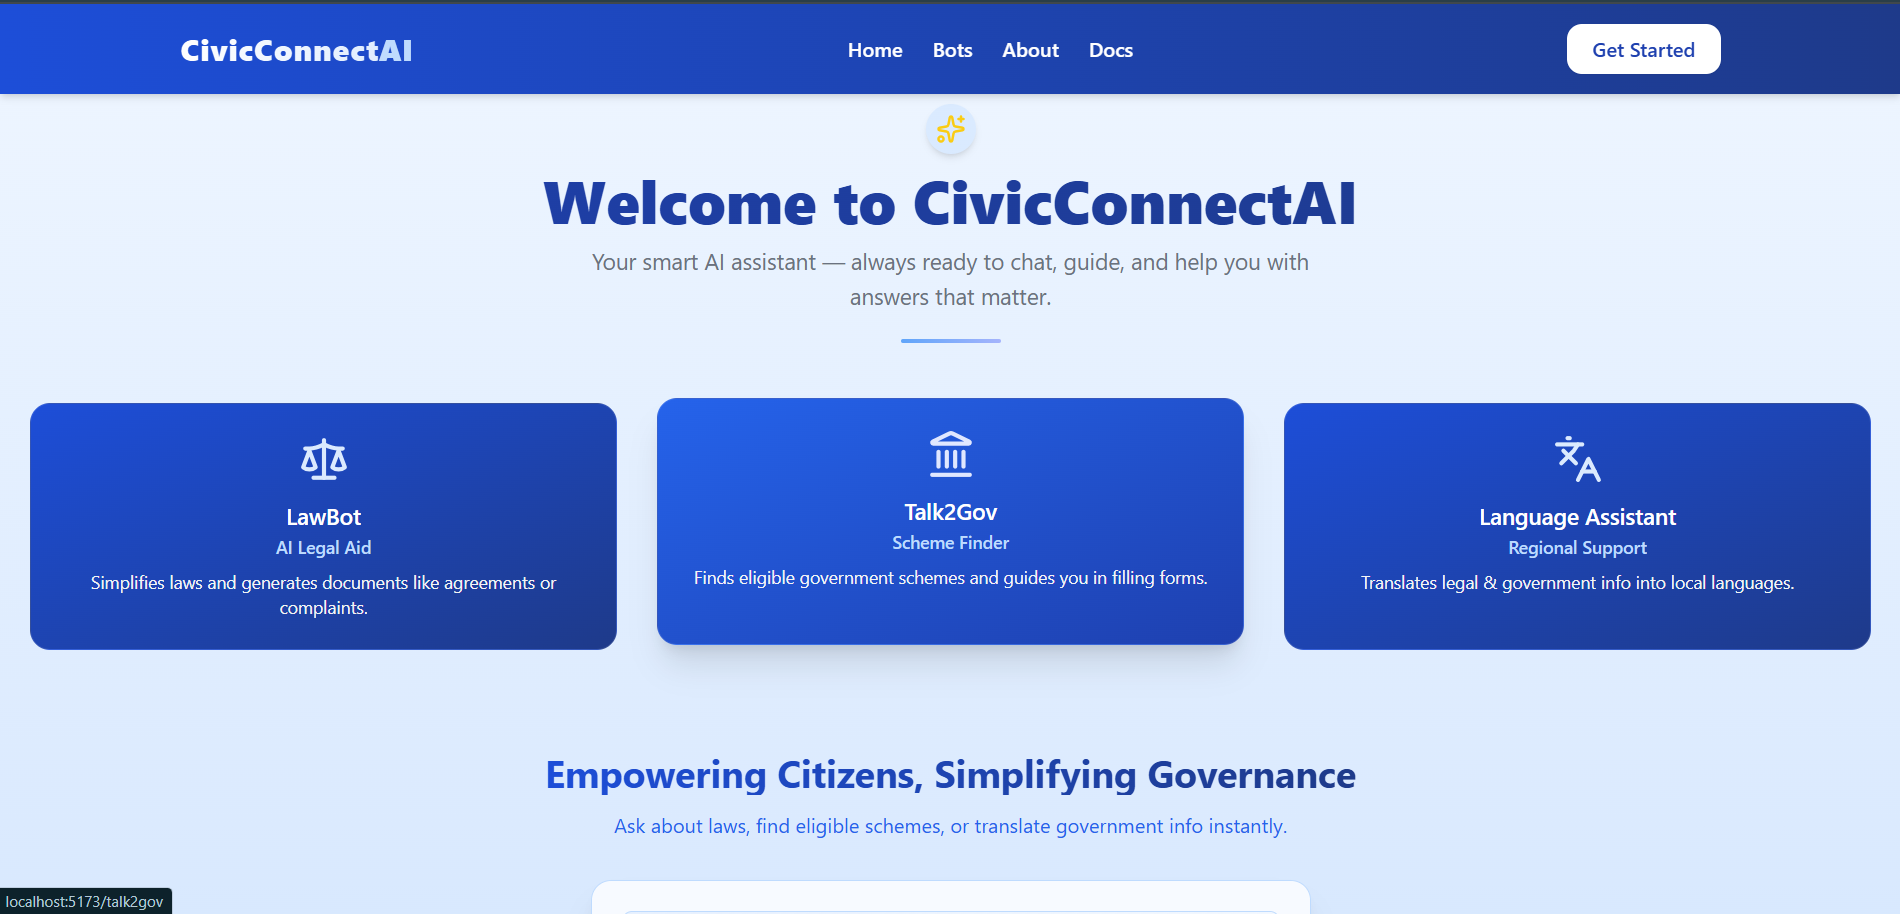 CivicConnectAI
Home
Bots
About
Docs
Get Started
Welcome to CivicConnectAI
Your smart AI assistant — always ready to chat, guide, and help you with
answers that matter.
LawBot
AI Legal Aid
Simplifies laws and generates documents like agreements or
complaints.
Talk2Gov
Scheme Finder
Finds eligible government schemes and guides you in filling forms.
Language Assistant
Regional Support
Translates legal & government info into local languages.
Empowering Citizens, Simplifying Governance
Ask about laws, find eligible schemes, or translate government info instantly.
localhost:5173/talk2gov